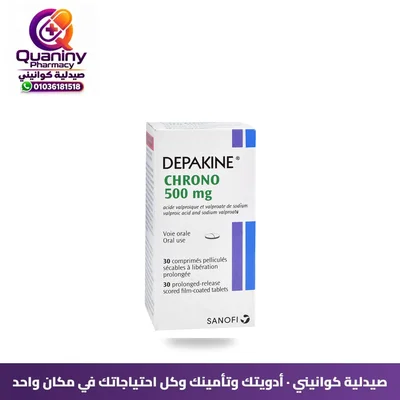 Quaniny
Pharmacy
صيدلية كوانيني
01036181518
DEPAKINE®
CHRONO
500 mg
acide valproïque et valproate de sodium
valproic acid and sodium valproate
Voie orale
Oral use
30 comprimés pelliculés
sécables à libération
prolongée
30 prolonged-release
scored film-coated tablets
SANOFI
صيدلية كوانيني - أدويتك وتأمينك وكل احتياجاتك في مكان واحد